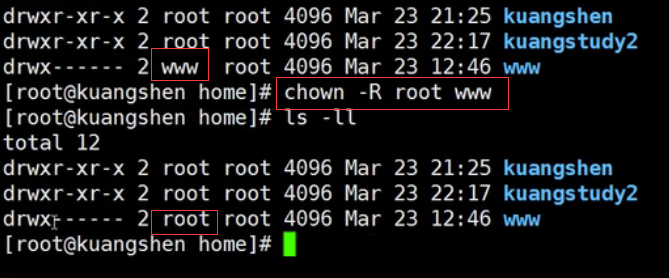 drwxr-xr-x 2 root root 4096 Mar 23 21:25 kuangshen
drwxr-xr-x 2 root root 4096 Mar 23 22:17 kuangstudy2
drwx------ 2 www  root 4096 Mar 23 12:46 www
[root@kuangshen home]# chown -R root www
[root@kuangshen home]# ls -ll
total 12
drwxr-xr-x 2 root root 4096 Mar 23 21:25 kuangshen
drwxr-xr-x 2 root root 4096 Mar 23 22:17 kuangstudy2
drwx------ 2 root root 4096 Mar 23 12:46 www
[root@kuangshen home]#